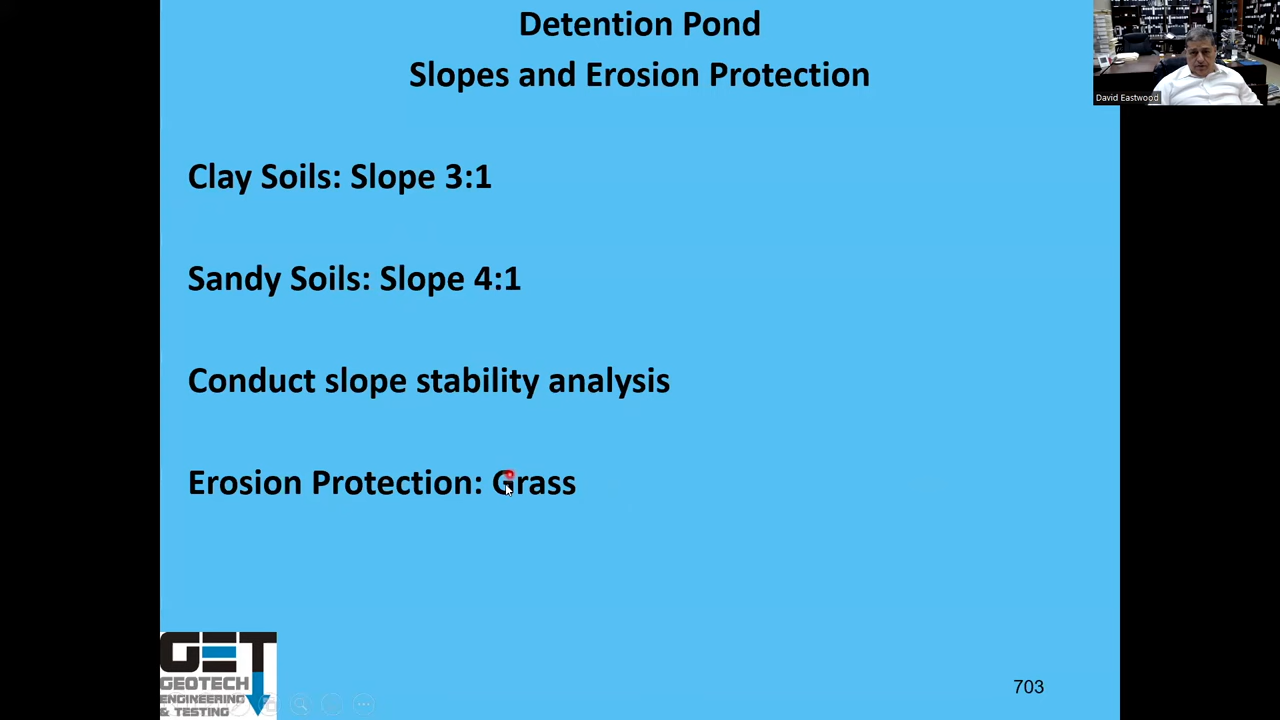 Detention Pond
Slopes and Erosion Protection
David Eastwood
Clay Soils: Slope 3:1
Sandy Soils: Slope 4:1
Conduct slope stability analysis
Erosion Protection: Grass
GET
GEOTECH
ENGINEERING
& TESTING
703